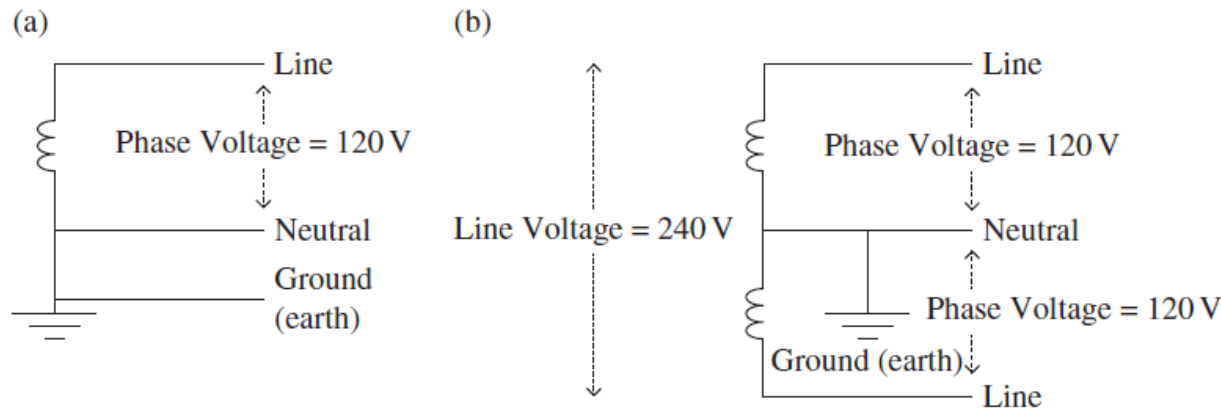 (a)
Line
Phase Voltage = 120 V
Neutral
Ground
(earth)
(b)
Line
Phase Voltage = 120 V
Line Voltage = 240 V
Neutral
Phase Voltage = 120 V
Ground (earth)
Line